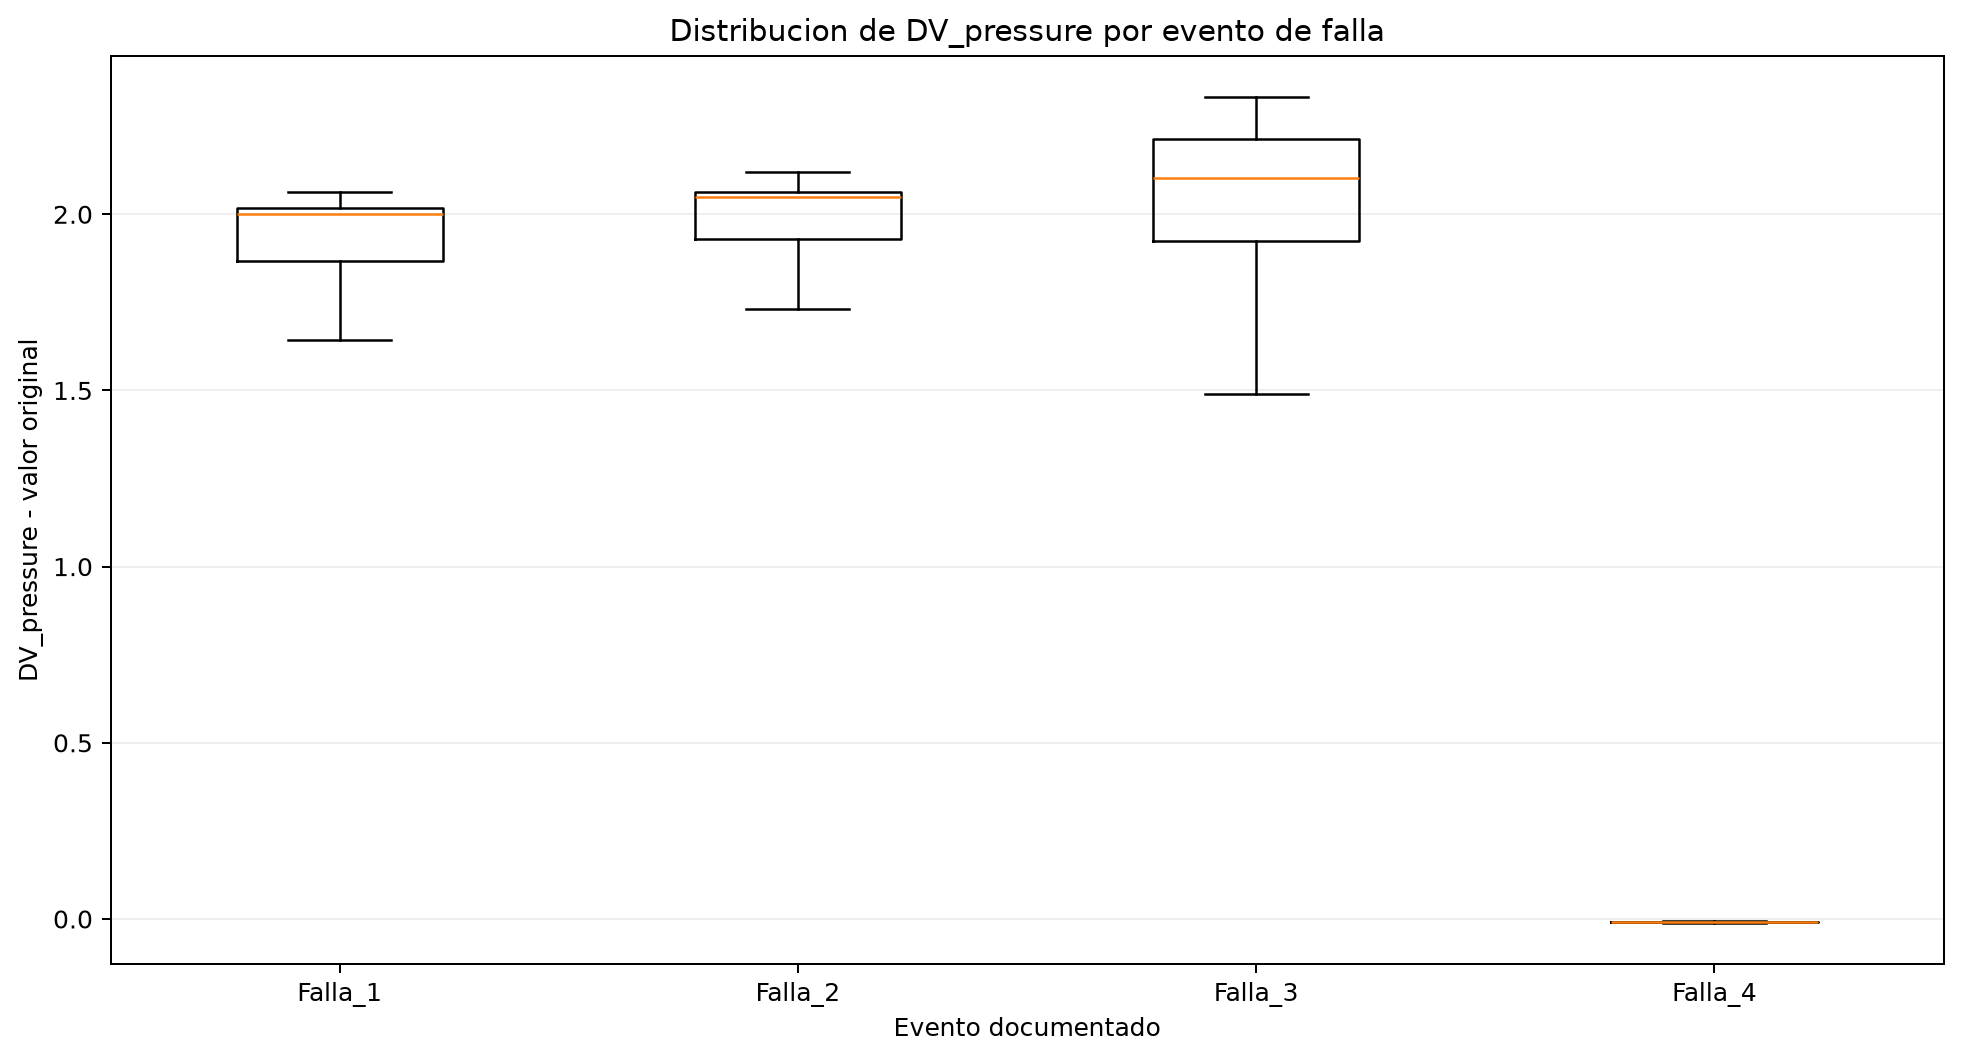 Distribucion de DV_pressure por evento de falla
DV_pressure - valor original
2.0
1.5
1.0
0.5
0.0
Falla_1
Falla_2
Falla_3
Falla_4
Evento documentado